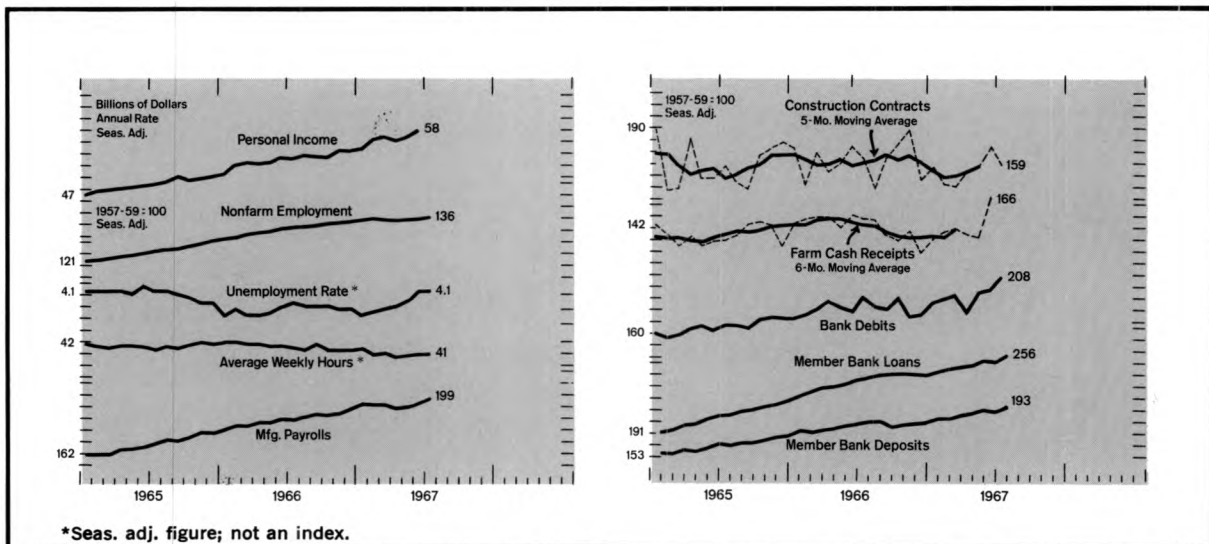 Billions of Dollars
Annual Rate
Seas. Adj.
Personal Income
58
47
1957-59=100
Seas. Adj.
Nonfarm Employment
136
121
4.1
Unemployment Rate *
4.1
42
Average Weekly Hours *
41
199
Mfg. Payrolls
162
1965
1966
1967
1957-59=100
Seas. Adj.
Construction Contracts
5-Mo. Moving Average
190
159
166
142
Farm Cash Receipts
6-Mo. Moving Average
208
160
Bank Debits
Member Bank Loans
256
193
191
153
Member Bank Deposits
1965
1966
1967
*Seas. adj. figure; not an index.